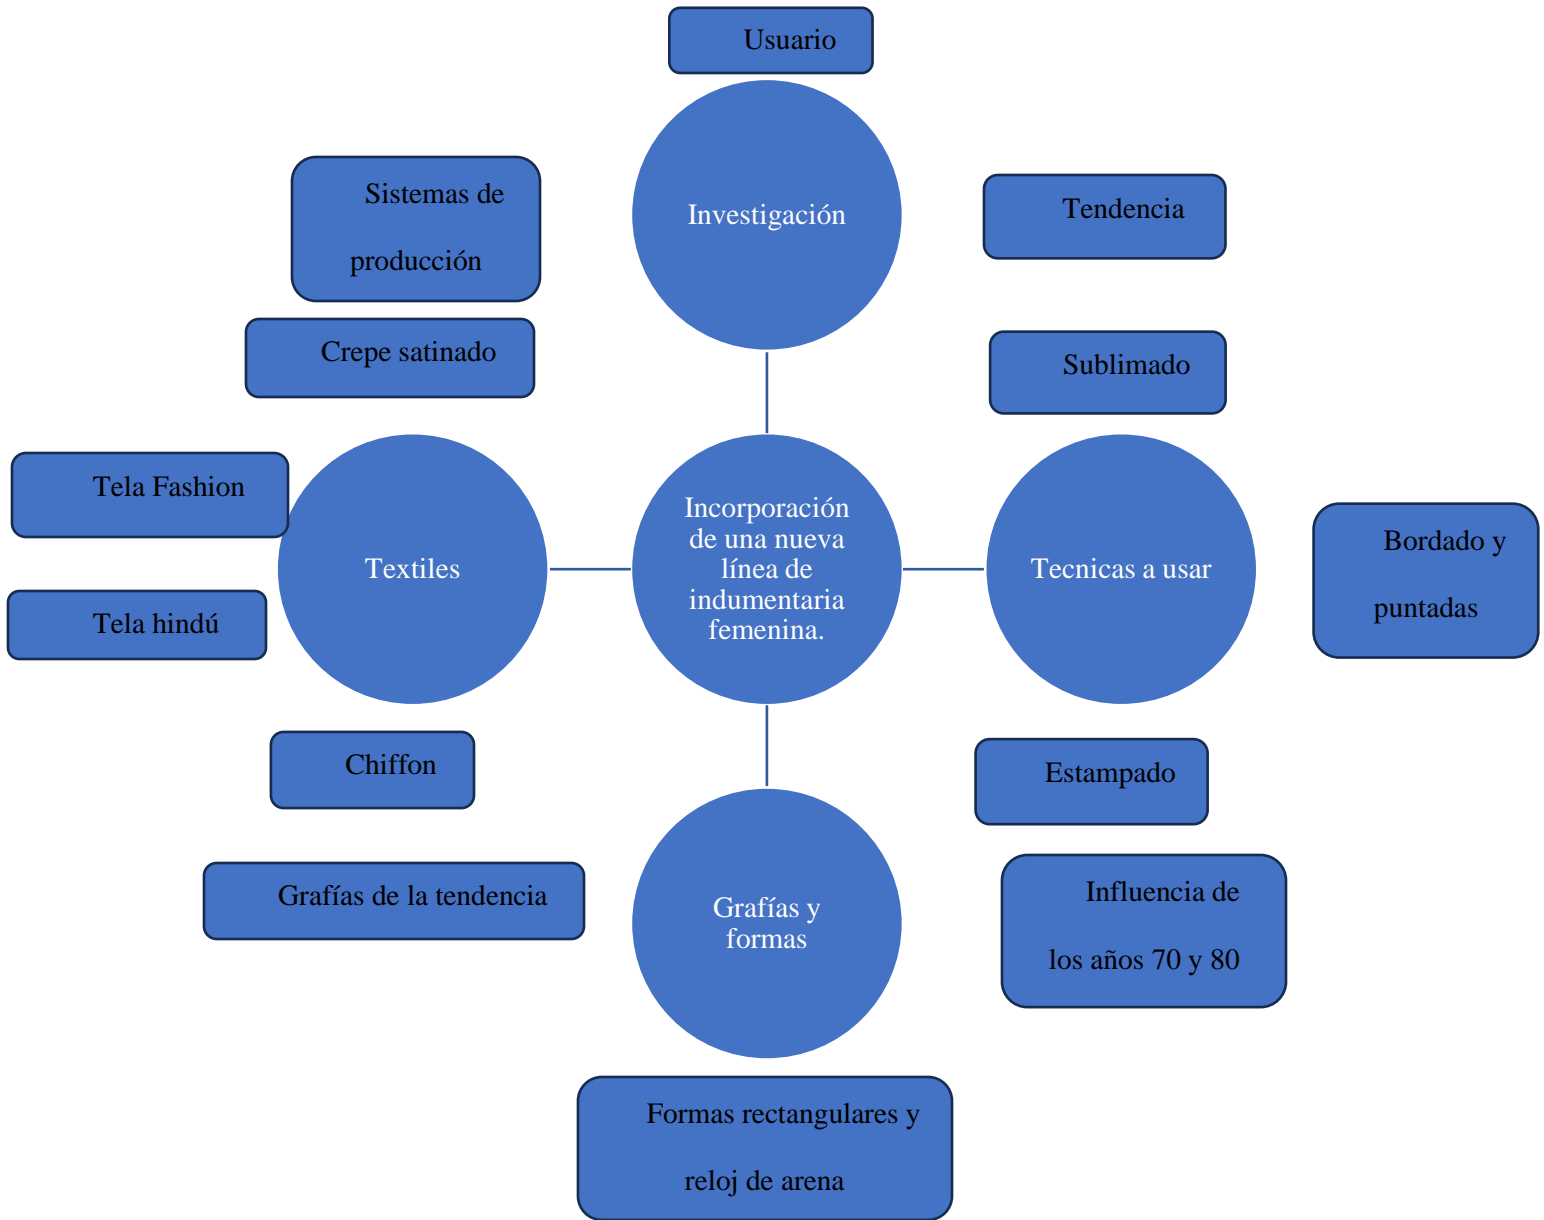 Usuario
Investigación
Sistemas de
producción
Tendencia
Crepe satinado
Sublimado
Tela Fashion
Tela hindú
Textiles
Incorporación
de una nueva
línea de
indumentaria
femenina.
Tecnicas a usar
Bordado y
puntadas
Chiffon
Estampado
Grafías de la tendencia
Grafías y
formas
Influencia de
los años 70 y 80
Formas rectangulares y
reloj de arena